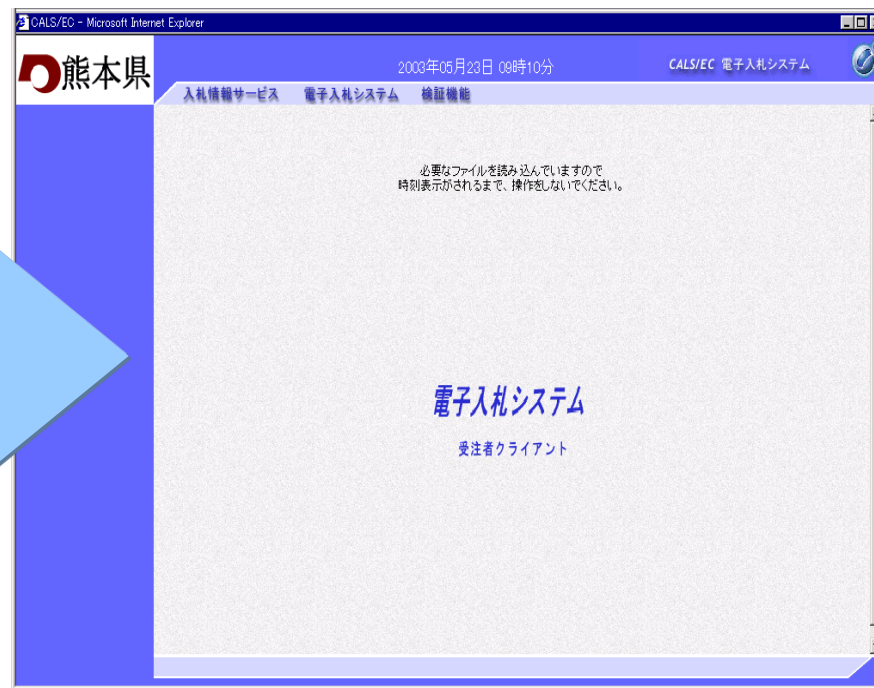 CALS/EC - Microsoft Internet Explorer
熊本県
2003年05月23日 09時10分
CALS/EC 電子入札システム
入札情報サービス 電子入札システム 検証機能
必要なファイルを読み込んでいますので
時刻表示がされるまで、操作をしないでください。
電子入札システム
受注者クライアント